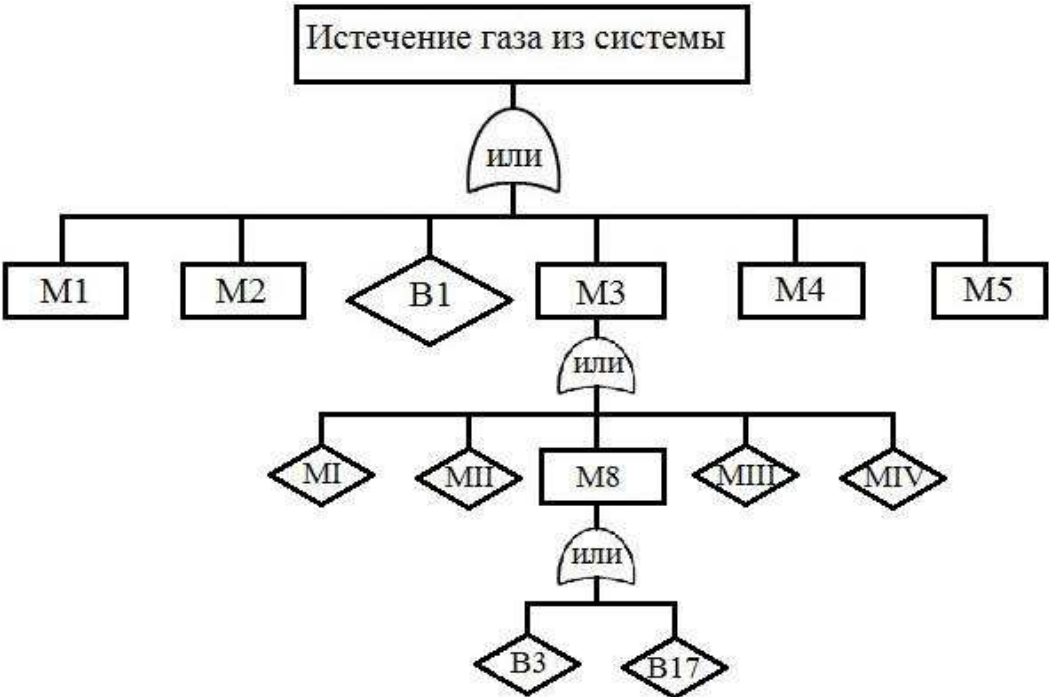 Истечение газа из системы
или
М1
М2
В1
М3
М4
М5
или
МI
МII
М8
МIII
МIV
или
В3
В17